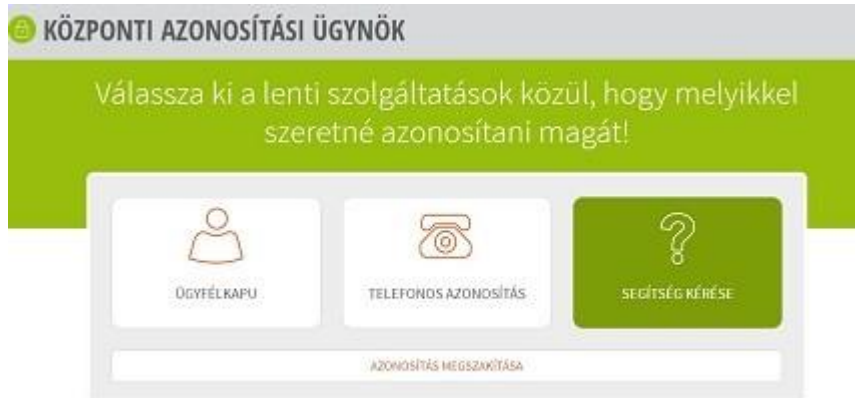 KÖZPONTI AZONOSÍTÁSI ÜGYNÖK
Válassza ki a lenti szolgáltatások közül, hogy melyikkel
szeretné azonosítani magát!
ÜGYFÉLKAPU
TELEFONOS AZONOSÍTÁS
SEGÍTSÉG KÉRÉSE
AZONOSÍTÁS MEGSZAKÍTÁSA